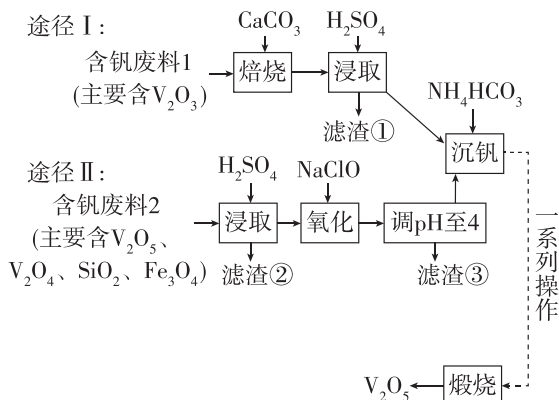 途径Ⅰ:
CaCO₃ H₂SO₄
含钒废料1
(主要含V₂O₃)
焙烧 浸取
滤渣①
NH₄HCO₃
沉钒
途径Ⅱ:
H₂SO₄ NaClO
含钒废料2
(主要含V₂O₅、
V₂O₄、SiO₂、Fe₃O₄)
浸取 氧化 调pH至4
滤渣② 滤渣③
一系列操作
V₂O₅ 煅烧